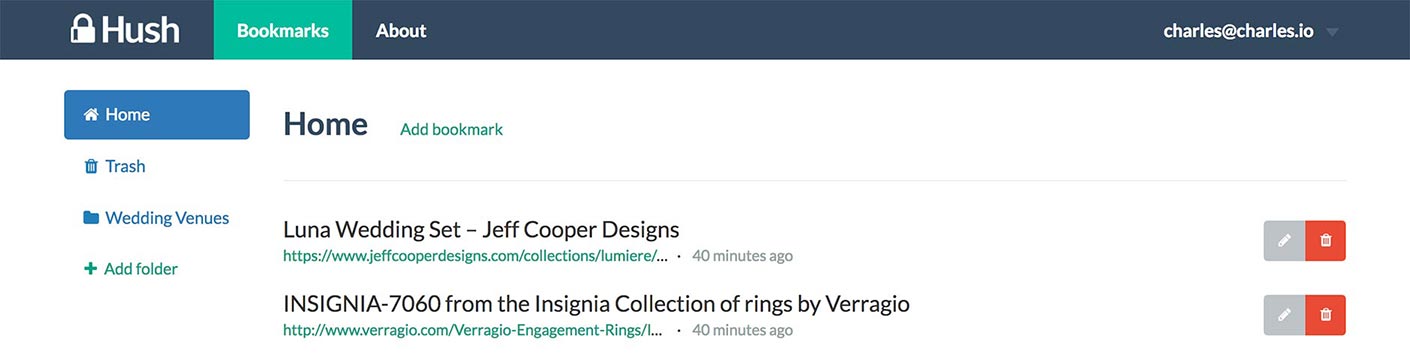 Hush Bookmarks About charles@charles.io
Home
Trash
Wedding Venues
Add folder
Home Add bookmark
Luna Wedding Set – Jeff Cooper Designs
https://www.jeffcooperdesigns.com/collections/lumiere/... · 40 minutes ago
INSIGNIA-7060 from the Insignia Collection of rings by Verragio
http://www.verragio.com/Verragio-Engagement-Rings/I... · 40 minutes ago